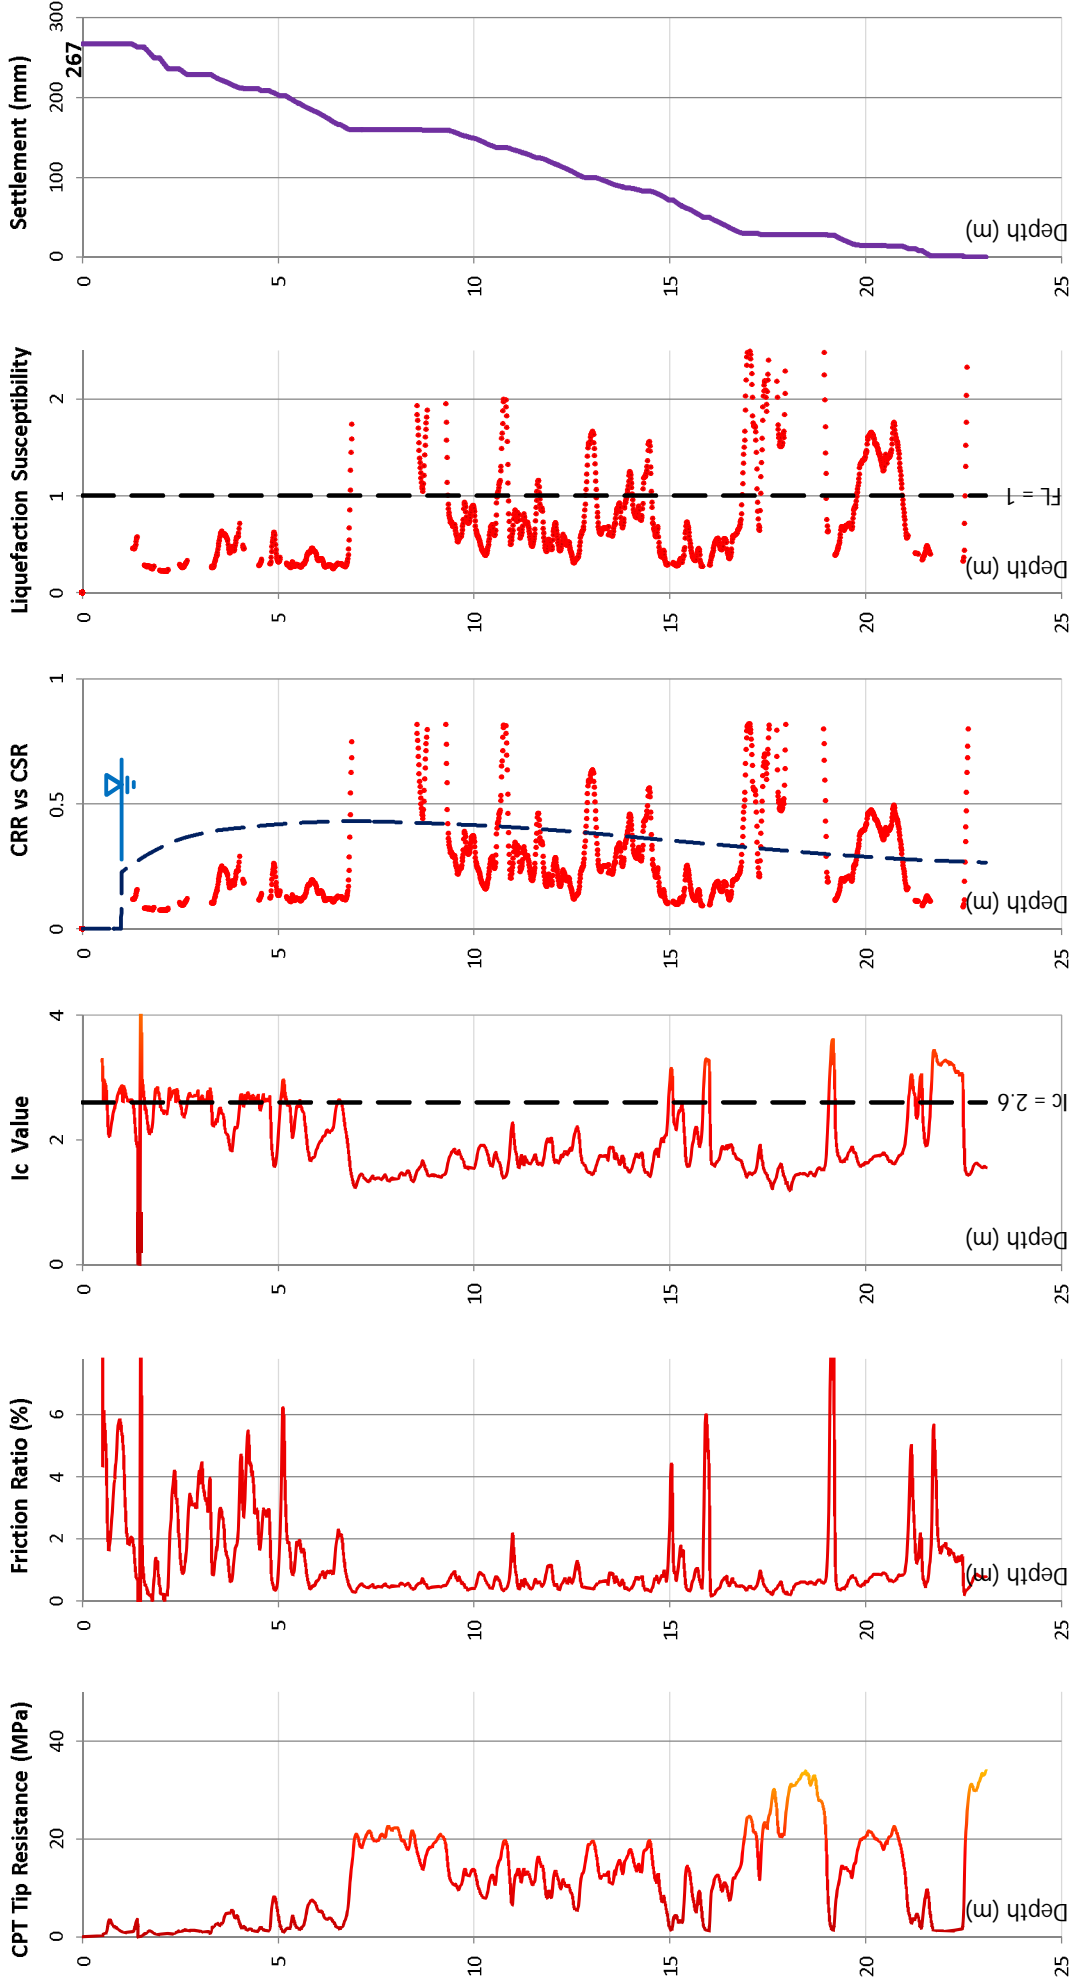 CPT Tip Resistance (MPa)
0 20 40
0
5
10
15
20
25
Depth (m)
Friction Ratio (%)
0 2 4 6
0
5
10
15
20
25
Depth (m)
Ic Value
0 2 4
0
5
10
15
20
25
Depth (m)
Ic = 2.6
CRR vs CSR
0 0.5 1
0
5
10
15
20
25
Depth (m)
Liquefaction Susceptibility
0 1 2
0
5
10
15
20
25
Depth (m)
FL = 1
Settlement (mm)
0 100 200 300
267
0
5
10
15
20
25
Depth (m)